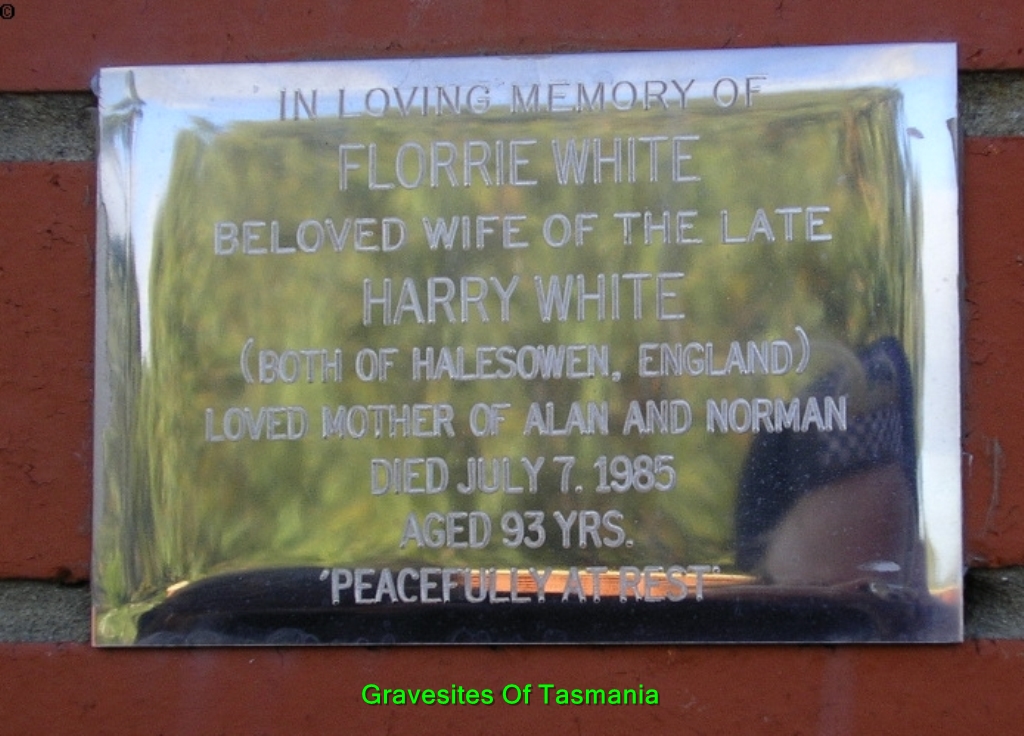 ©
IN LOVING MEMORY OF
FLORRIE WHITE
BELOVED WIFE OF THE LATE
HARRY WHITE
(BOTH OF HALESOWEN, ENGLAND)
LOVED MOTHER OF ALAN AND NORMAN
DIED JULY 7. 1985
AGED 93 YRS.
'PEACEFULLY AT REST'
Gravesites Of Tasmania